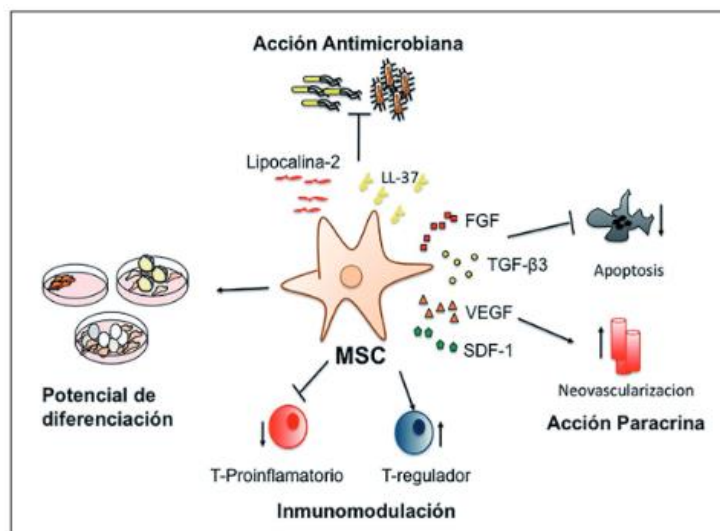 Acción Antimicrobiana
Lipocalina-2
LL-37
FGF
TGF-β3
VEGF
SDF-1
Apoptosis
Neovascularizacion
Acción Paracrina
MSC
Potencial de
diferenciación
T-Proinflamatorio
T-regulador
Inmunomodulación